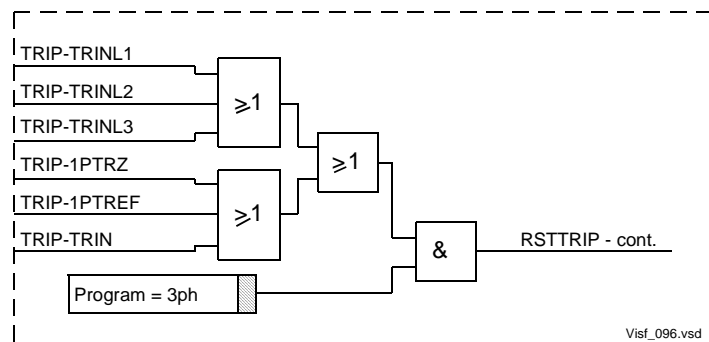 TRIP-TRINL1
TRIP-TRINL2
≥1
TRIP-TRINL3
TRIP-1PTRZ
≥1
TRIP-1PTREF
≥1
TRIP-TRIN
&
RSTTRIP - cont.
Program = 3ph
Visf_096.vsd